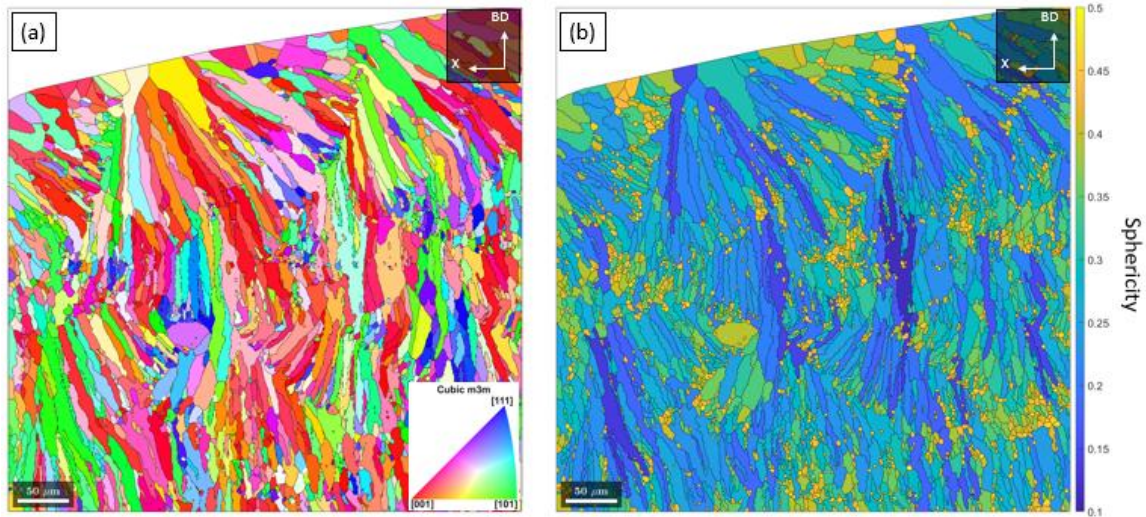 (a)
BD
X
Cubic m3m
[111]
[001]
[101]
50 μm
(b)
BD
X
50 μm
0.5
0.45
0.4
0.35
0.3
0.25
0.2
0.15
0.1
Sphericity